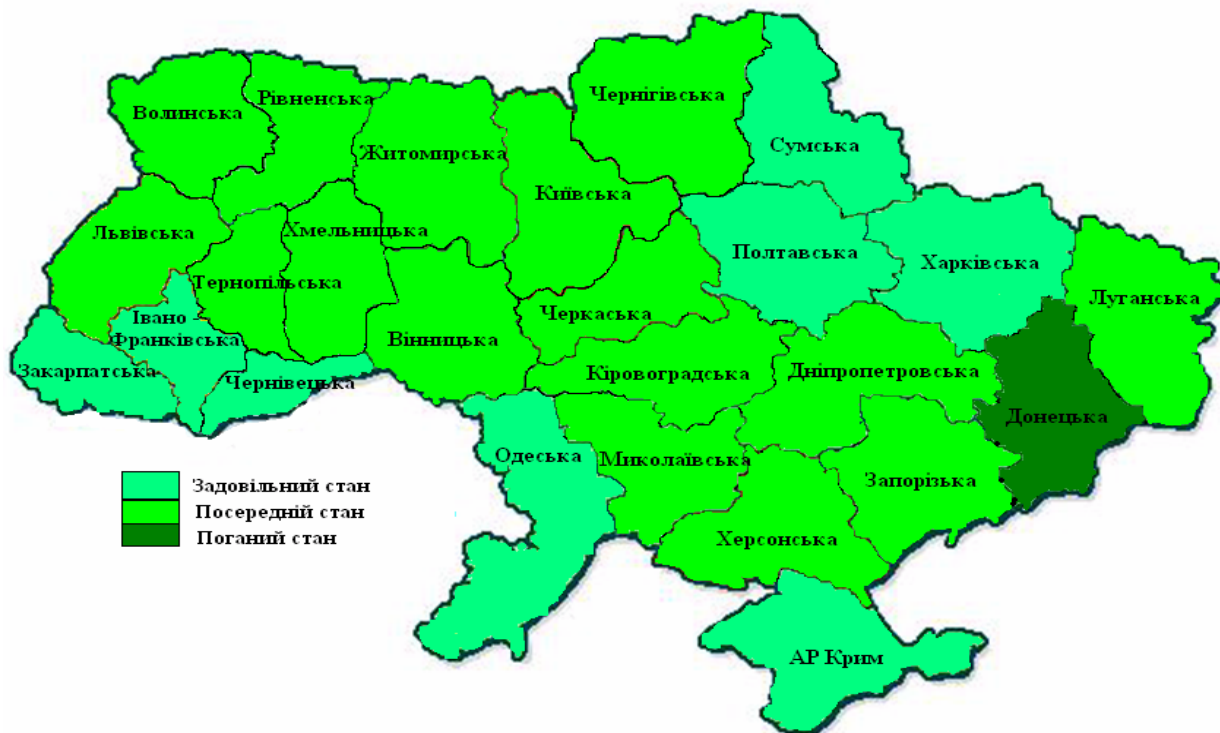 Волинська
Рівненська
Житомирська
Київська
Чернігівська
Сумська
Львівська
Тернопільська
Хмельницька
Вінницька
Черкаська
Полтавська
Харківська
Луганська
Закарпатська
Івано -
Франківська
Чернівецька
Кіровоградська
Дніпропетровська
Донецька
Одеська
Миколаївська
Запорізька
Херсонська
АР Крим
Задовільний стан
Посередній стан
Поганий стан